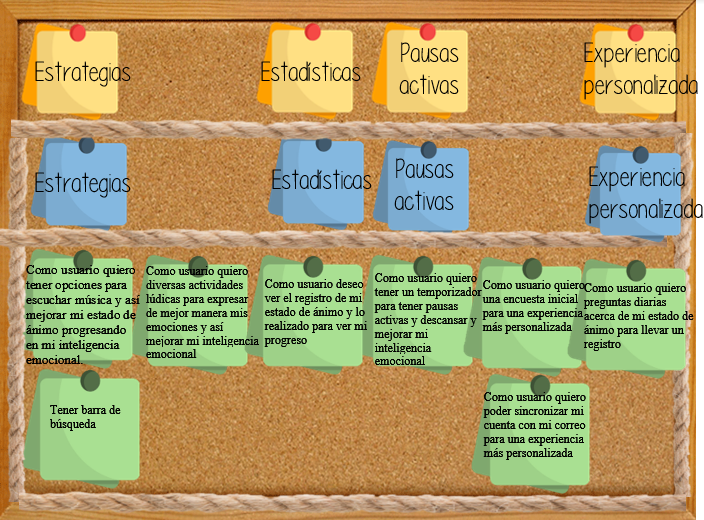 Estrategias
Estadísticas
Pausas
activas
Experiencia
personalizada
Estrategias
Estadísticas
Pausas
activas
Experiencia
personalizada
Como usuario quiero
tener opciones para
escuchar música y así
mejorar mi estado de
ánimo progresando
en mi inteligencia
emocional.
Como usuario quiero
diversas actividades
lúdicas para expresar
de mejor manera mis
emociones y así
mejorar mi inteligencia
emocional
Como usuario deseo
ver el registro de mi
estado de ánimo y lo
realizado para ver mi
progreso
Como usuario quiero
tener un temporizador
para tener pausas
activas y descansar y
mejorar mi
inteligencia
emocional
Como usuario quiero
una encuesta inicial
para una experiencia
más personalizada
Como usuario quiero
preguntas diarias
acerca de mi estado de
ánimo para llevar un
registro
Tener barra de
búsqueda
Como usuario quiero
poder sincronizar mi
cuenta con mi correo
para una experiencia
más personalizada